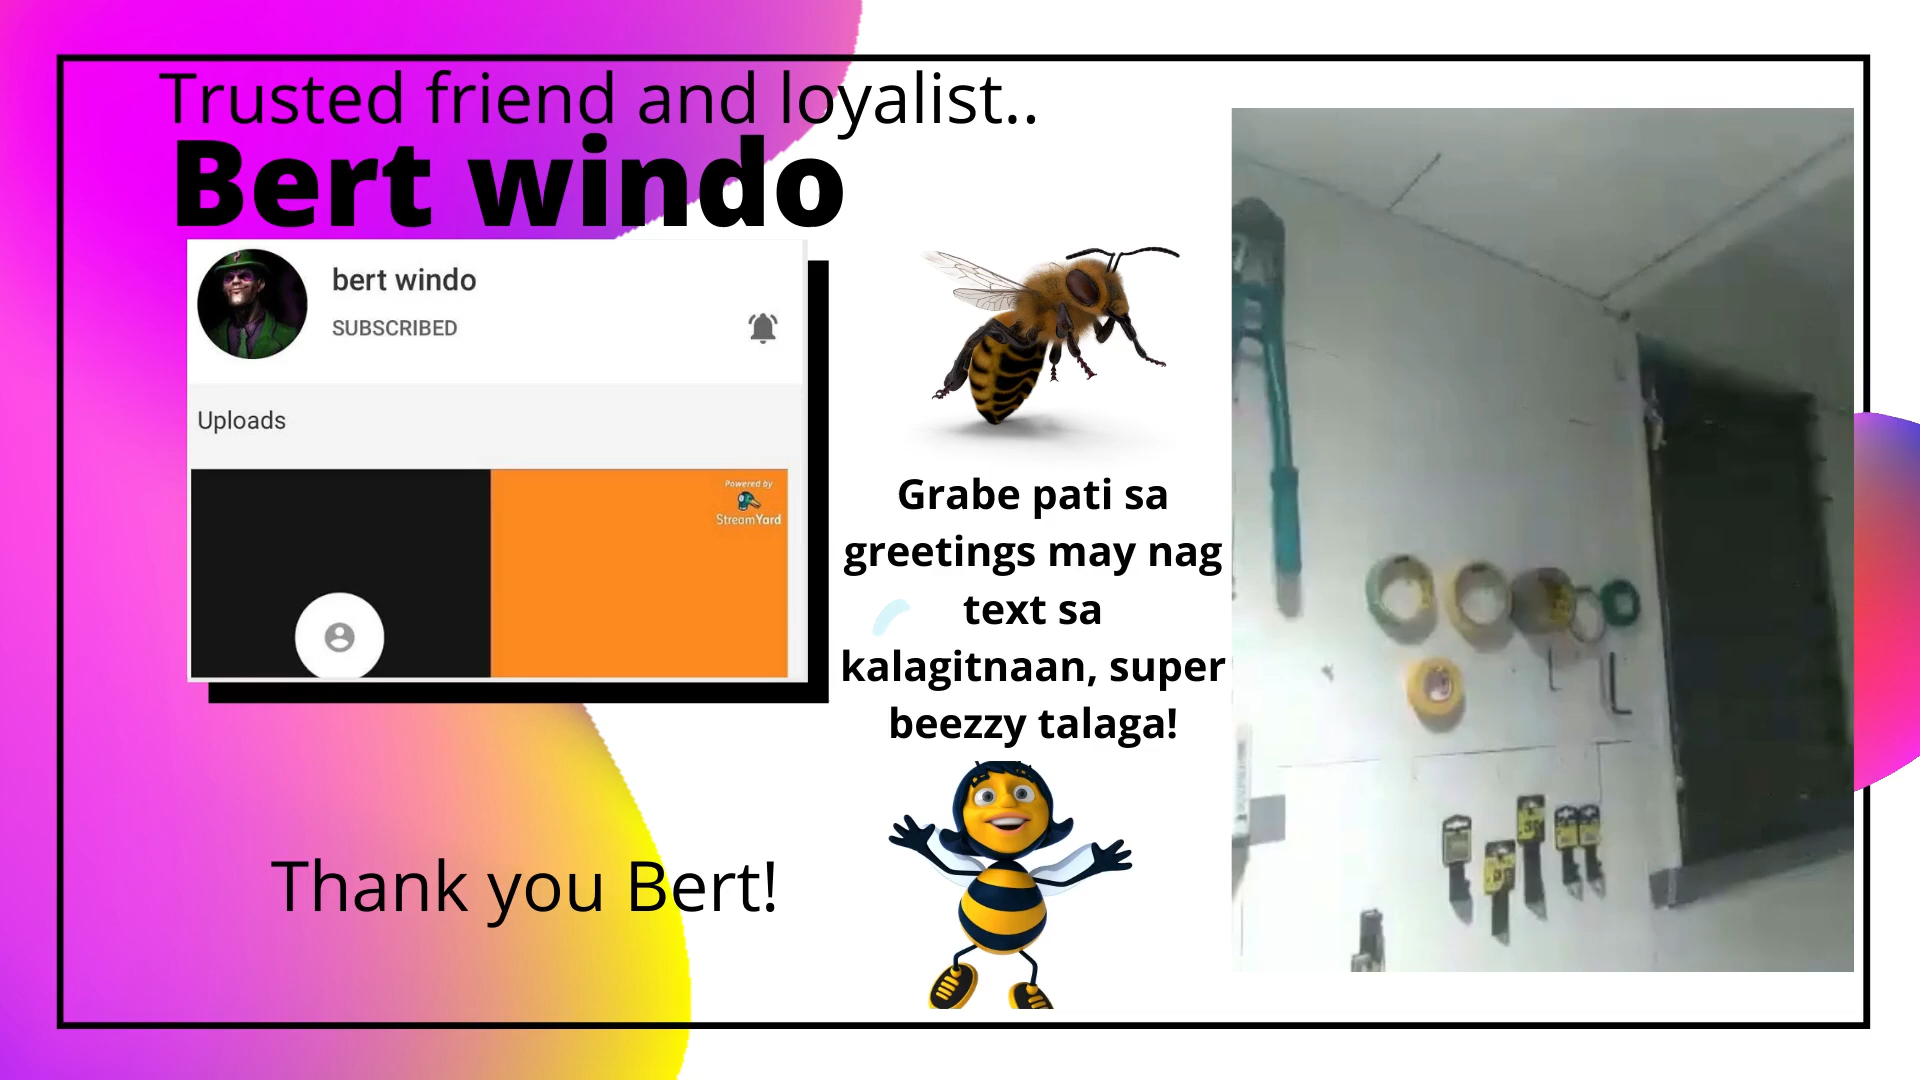 Trusted friend and loyalist..
Bert windo
bert windo
SUBSCRIBED
Uploads
Powered by
StreamYard
Grabe pati sa
greetings may nag
text sa
kalagitnaan, super
beezzy talaga!
Thank you Bert!